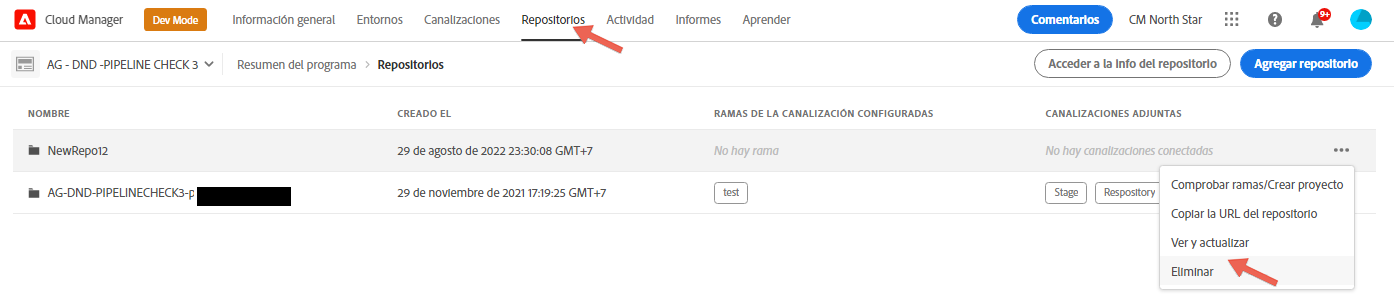 Cloud Manager Dev Mode Información general Entornos Canalizaciones Repositorios Actividad Informes Aprender Comentarios CM North Star 9+
AG - DND -PIPELINE CHECK 3 Resumen del programa > Repositorios Acceder a la info del repositorio Agregar repositorio
NOMBRE CREADO EL RAMAS DE LA CANALIZACIÓN CONFIGURADAS CANALIZACIONES ADJUNTAS
NewRepo12 29 de agosto de 2022 23:30:08 GMT+7 No hay rama No hay canalizaciones conectadas
AG-DND-PIPELINECHECK3-p 29 de noviembre de 2021 17:19:25 GMT+7 test Stage Respository
Comprobar ramas/Crear proyecto
Copiar la URL del repositorio
Ver y actualizar
Eliminar